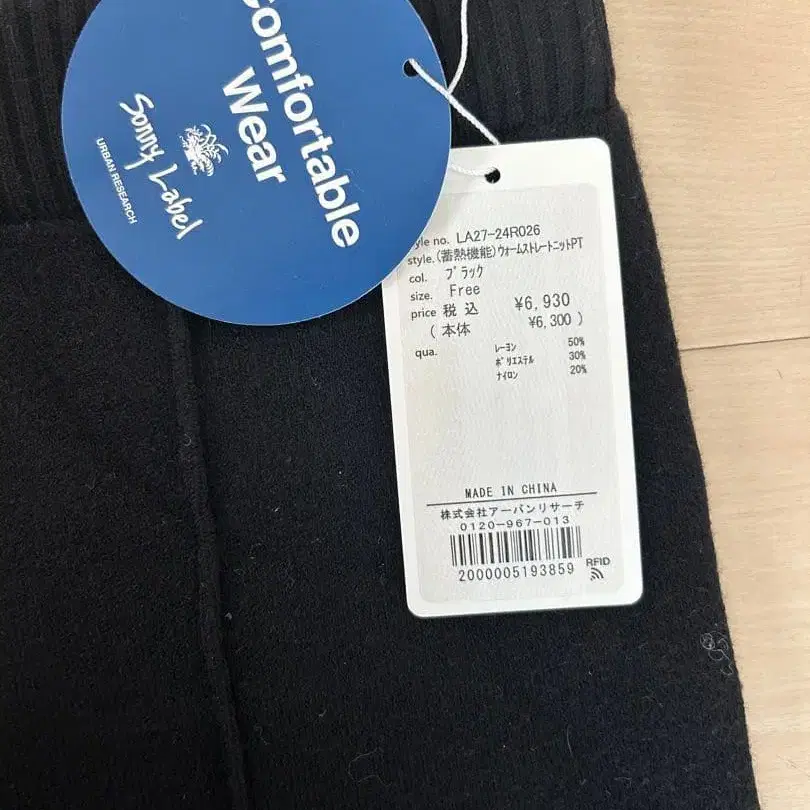 Comfortable
Wear
Sonny Label
URBAN RESEARCH
style no. LA27-24R026
style. (蓄熱機能)ウォームストレートニットPT
col. ブラック
size. Free
price 税込 ¥6,930
(本体 ¥6,300)
qua. レーヨン 50%
ポリエステル 30%
ナイロン 20%
MADE IN CHINA
株式会社アーバンリサーチ
0120-967-013
2000005193859
RFID